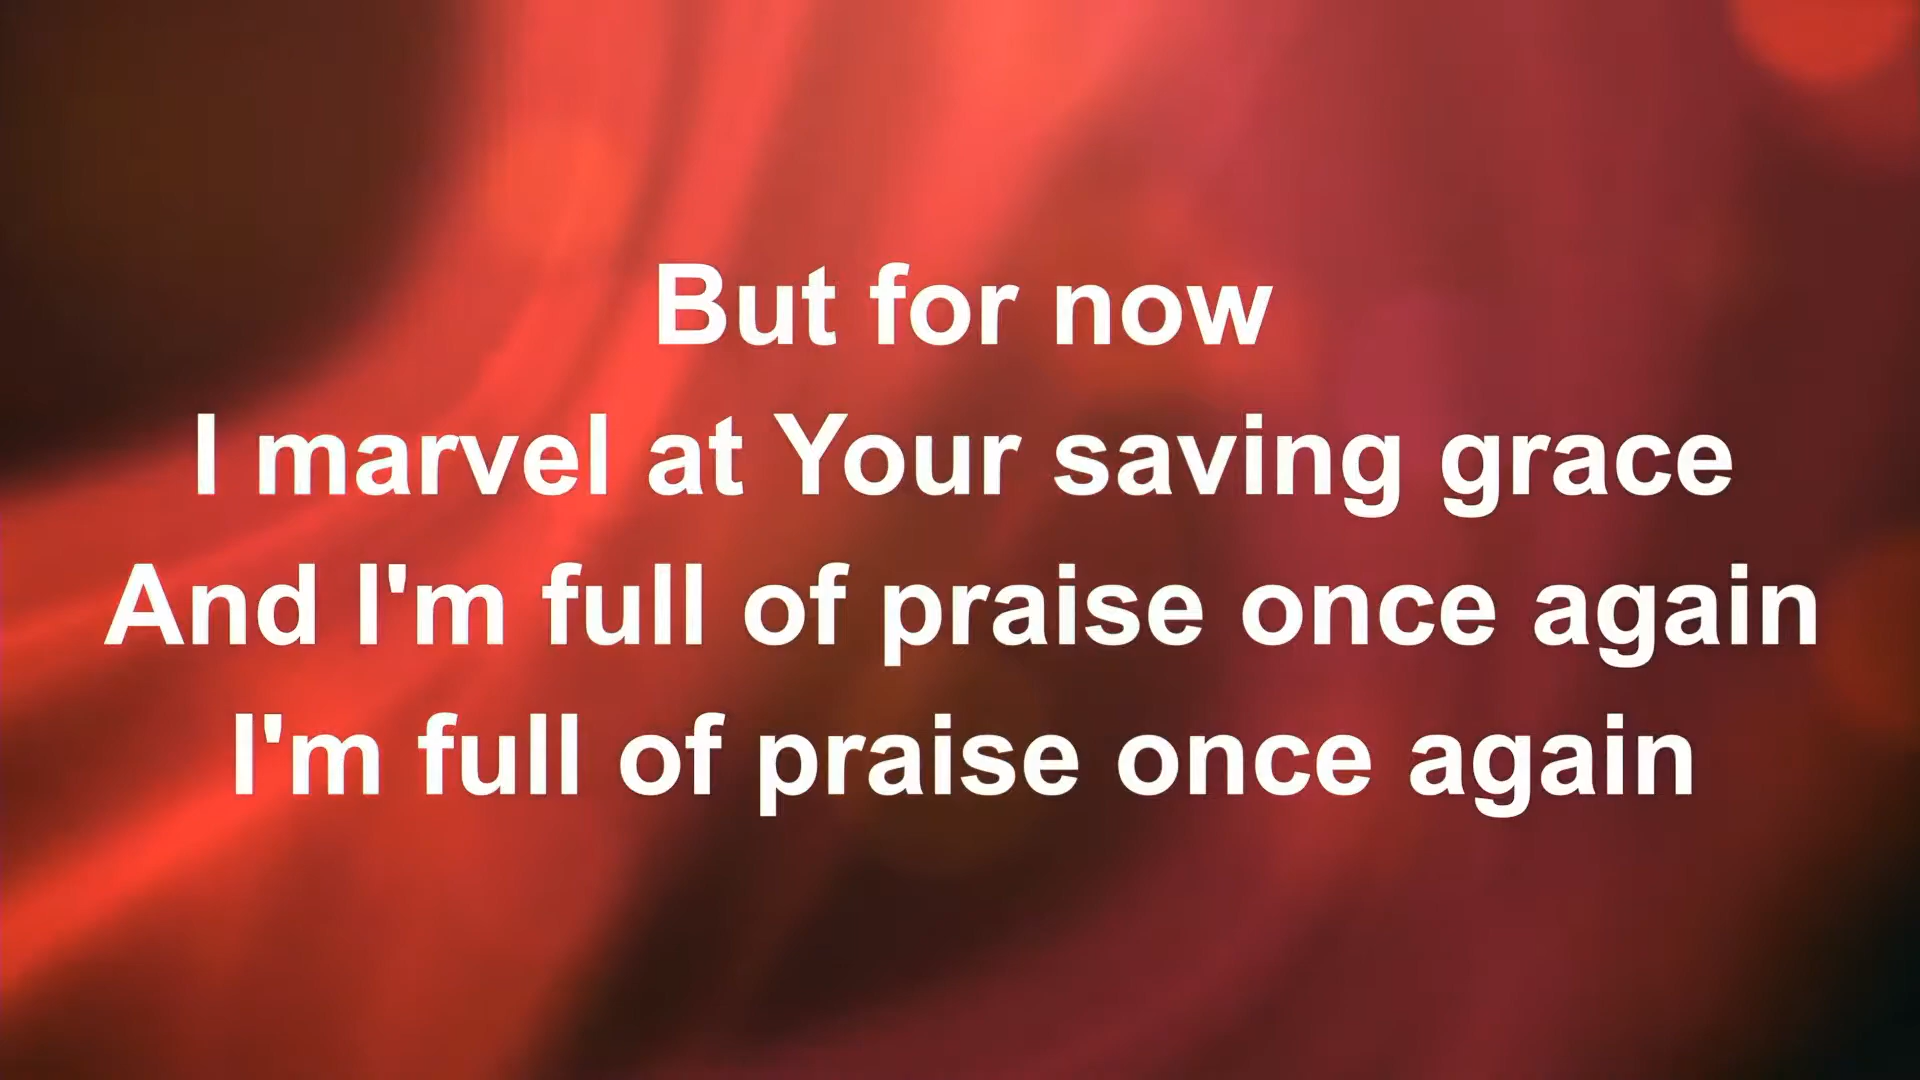 But for now
I marvel at Your saving grace
And I'm full of praise once again
I'm full of praise once again